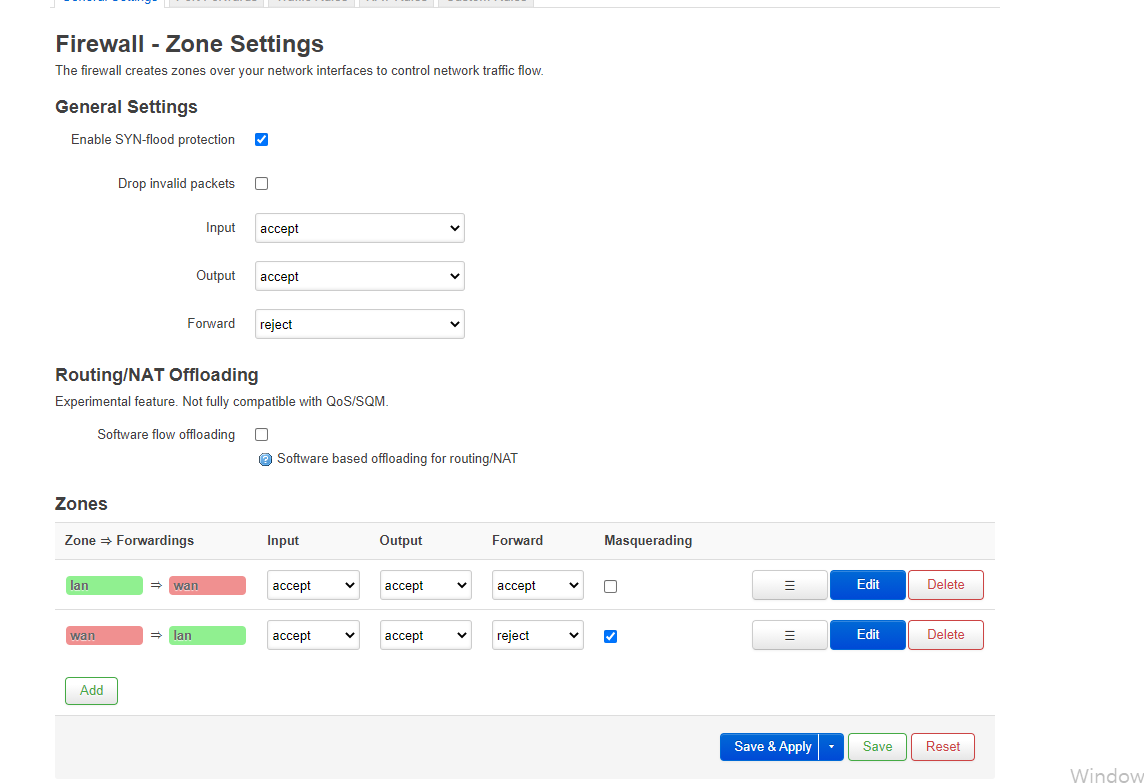 General Settings Port Forwards Traffic Rules NAT Rules Custom Rules
Firewall - Zone Settings
The firewall creates zones over your network interfaces to control network traffic flow.
General Settings
Enable SYN-flood protection
Drop invalid packets
Input accept
Output accept
Forward reject
Routing/NAT Offloading
Experimental feature. Not fully compatible with QoS/SQM.
Software flow offloading
Software based offloading for routing/NAT
Zones
Zone ⇒ Forwardings Input Output Forward Masquerading
lan ⇒ wan accept accept accept ☰ Edit Delete
wan ⇒ lan accept accept reject ☰ Edit Delete
Add
Save & Apply Save Reset
Window